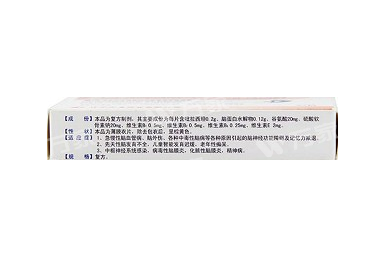 【成　份】本品为复方制剂，其主要成份为每片含吡拉西坦0.2g、脑蛋白水解物0.12g、谷氨酸20mg、硫酸软
骨素钠20mg、维生素B₁ 0.5mg、维生素B₂ 0.5mg、维生素B₆ 0.25mg、维生素E 2mg。
【性　状】本品为薄膜衣片，除去包衣后，显棕黄色。
【适 应 症】1. 急慢性脑血管病、脑外伤、各种中毒性脑病等各种原因引起的脑神经功能障碍及记忆力减退。
2. 先天性脑发育不全、儿童智能发育迟缓、老年性痴呆。
3. 中枢神经系统感染、病毒性脑膜炎、化脓性脑膜炎、精神病。
【规　格】复方。